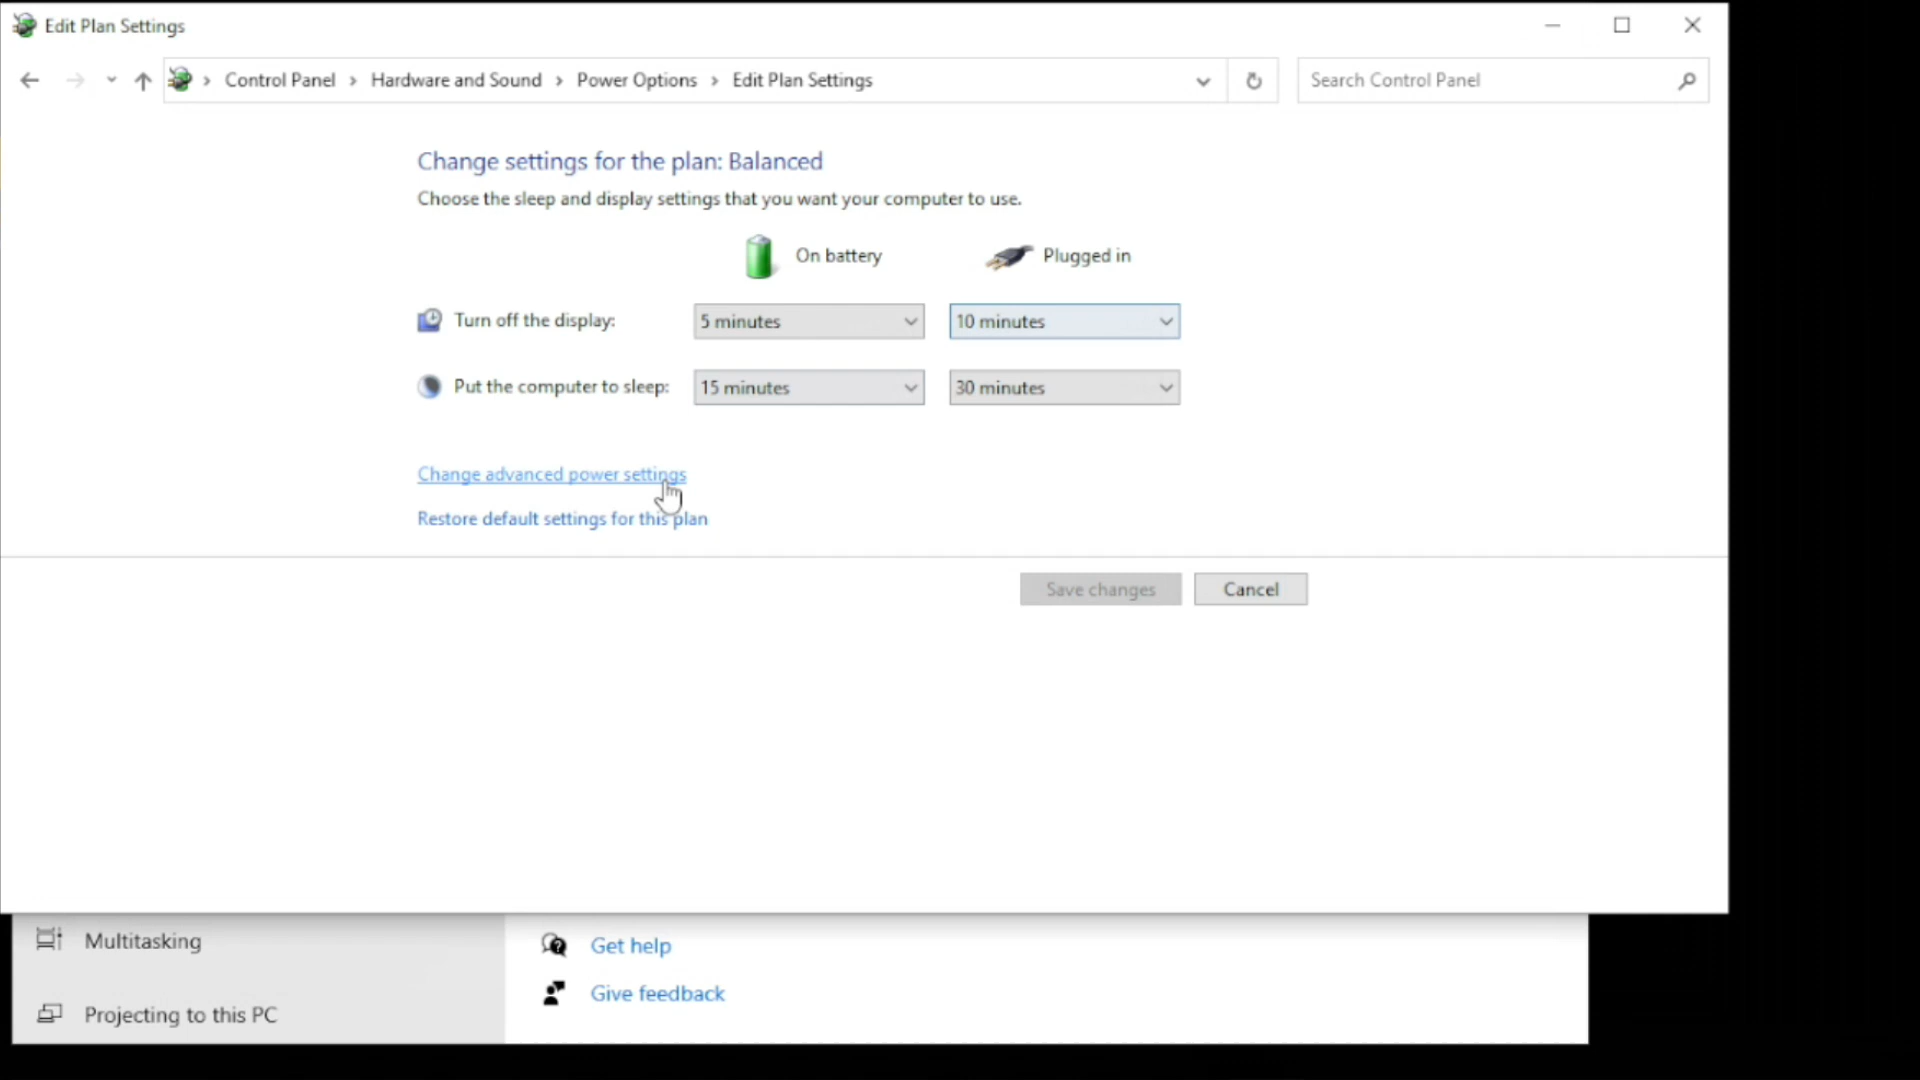 Edit Plan Settings
Control Panel > Hardware and Sound > Power Options > Edit Plan Settings
Search Control Panel
Change settings for the plan: Balanced
Choose the sleep and display settings that you want your computer to use.
On battery Plugged in
Turn off the display: 5 minutes 10 minutes
Put the computer to sleep: 15 minutes 30 minutes
Change advanced power settings
Restore default settings for this plan
Save changes Cancel
Multitasking
Get help
Give feedback
Projecting to this PC